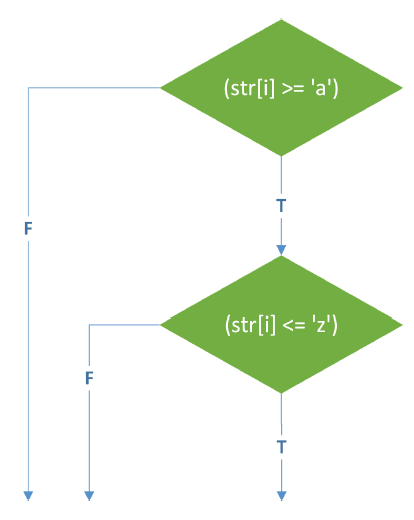 (str[i] >= 'a')
T
F
(str[i] <= 'z')
F
T